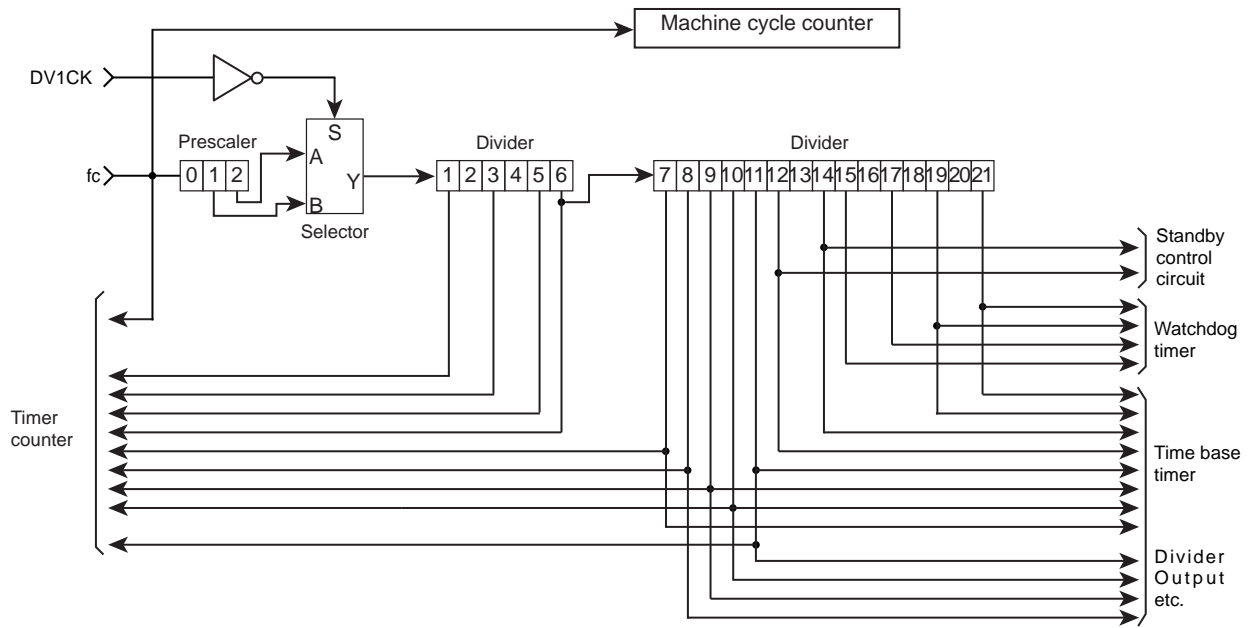 Machine cycle counter
DV1CK
S
Prescaler
Divider
Divider
fc
0 1 2
A
Y
B
1 2 3 4 5 6
7 8 9 10 11 12 13 14 15 16 17 18 19 20 21
Selector
Standby
control
circuit
Watchdog
timer
Timer
counter
Time base
timer
Divider
Output
etc.